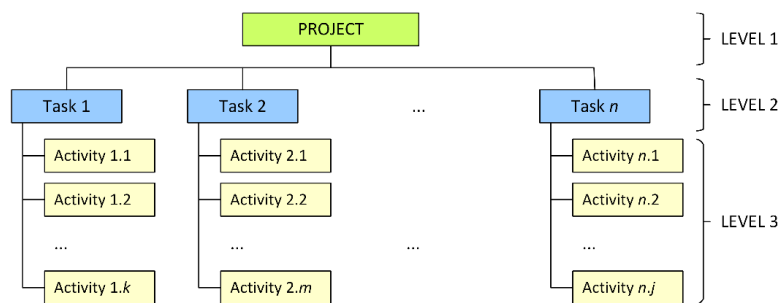 PROJECT
LEVEL 1
Task 1
Task 2
...
Task n
LEVEL 2
Activity 1.1
Activity 2.1
Activity n.1
Activity 1.2
Activity 2.2
Activity n.2
LEVEL 3
...
...
...
...
Activity 1.k
Activity 2.m
Activity n.j